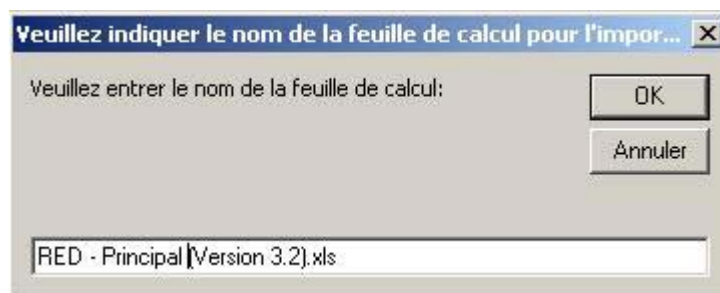 Veuillez indiquer le nom de la feuille de calcul pour l'impor...
Veuillez entrer le nom de la feuille de calcul:
OK
Annuler
RED - Principal (Version 3.2).xls